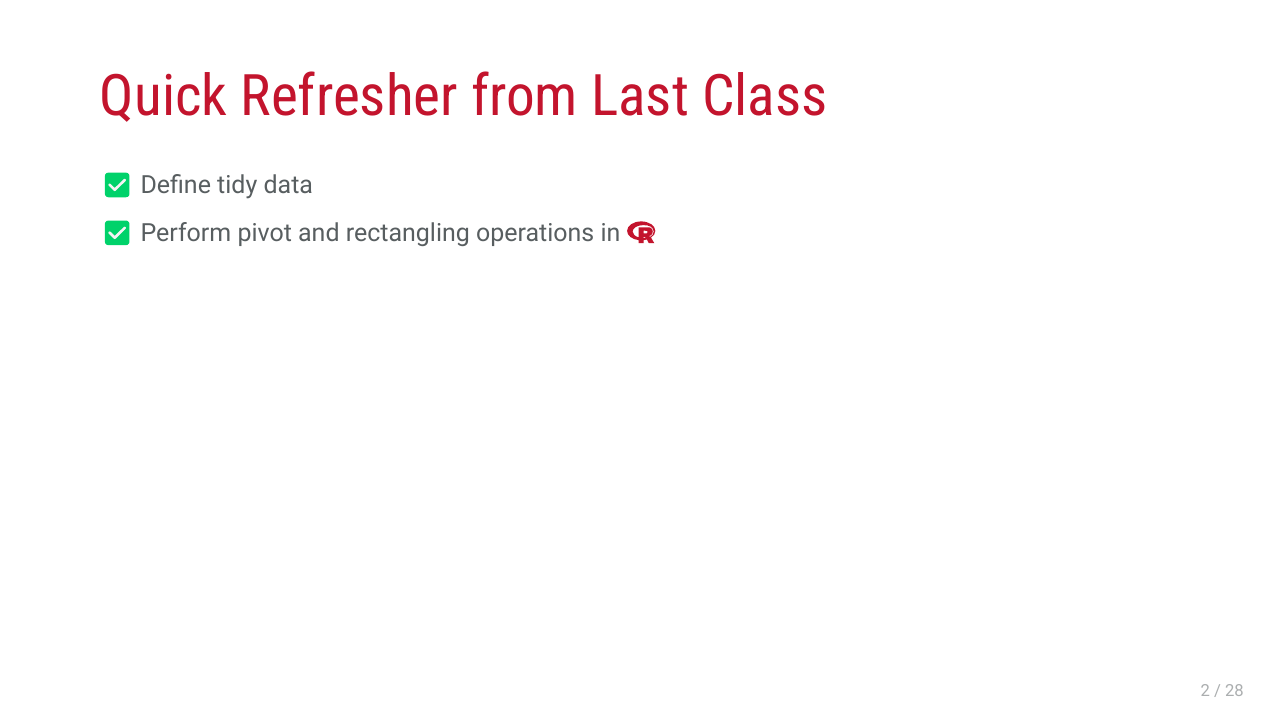 Quick Refresher from Last Class
Define tidy data
Perform pivot and rectangling operations in R
2 / 28